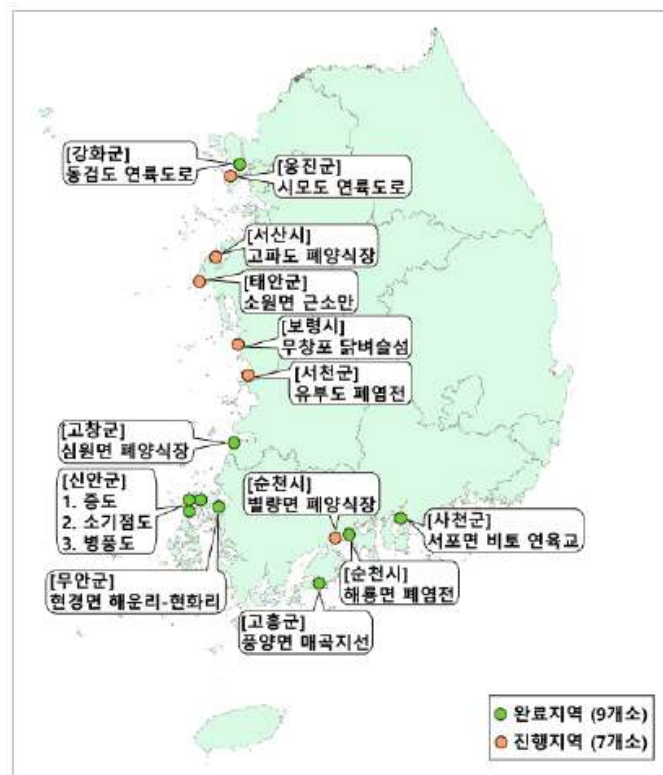 [강화군]
동검도 연륙도로
[옹진군]
시모도 연륙도로
[서산시]
고파도 폐양식장
[태안군]
소원면 근소만
[보령시]
무창포 닭벼슬섬
[서천군]
유부도 폐염전
[고창군]
심원면 폐양식장
[신안군]
1. 증도
2. 소기점도
3. 병풍도
[순천시]
별량면 폐양식장
[사천군]
서포면 비토 연육교
[무안군]
현경면 해운리-현화리
[순천시]
해룡면 폐염전
[고흥군]
풍양면 매곡지선
완료지역 (9개소)
진행지역 (7개소)